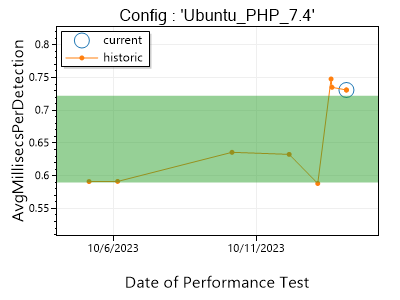 Config : 'Ubuntu_PHP_7.4'
current
historic
0.8
0.75
0.7
0.65
0.6
0.55
AvgMillisecsPerDetection
10/6/2023
10/11/2023
Date of Performance Test